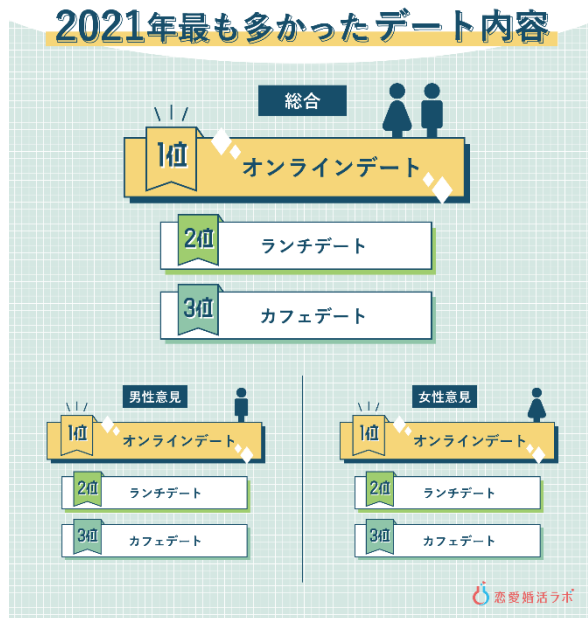 2021年最も多かったデート内容
総合
1位
オンラインデート
2位
ランチデート
3位
カフェデート
男性意見
1位
オンラインデート
2位
ランチデート
3位
カフェデート
女性意見
1位
オンラインデート
2位
ランチデート
3位
カフェデート
恋愛婚活ラボ